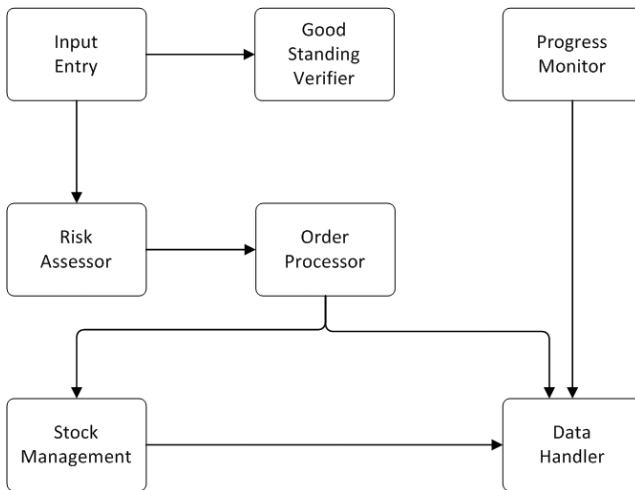 Input
Entry
Good
Standing
Verifier
Progress
Monitor
Risk
Assessor
Order
Processor
Stock
Management
Data
Handler